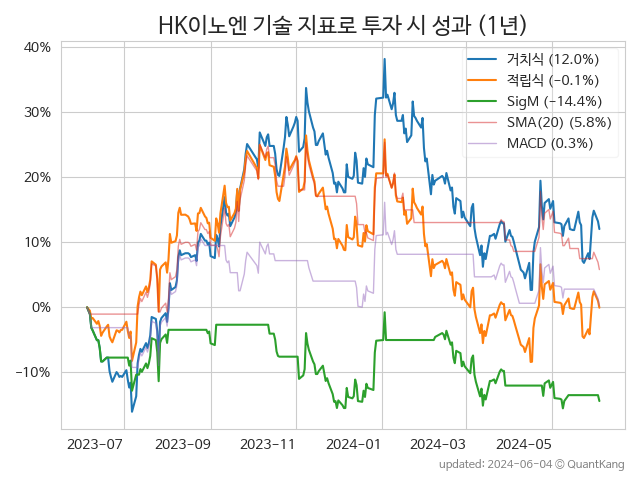 HK이노엔 기술 지표로 투자 시 성과 (1년)
40%
30%
20%
10%
0%
−10%
거치식 (12.0%)
적립식 (−0.1%)
SigM (−14.4%)
SMA(20) (5.8%)
MACD (0.3%)
2023-07 2023-09 2023-11 2024-01 2024-03 2024-05
updated: 2024-06-04 © QuantKang